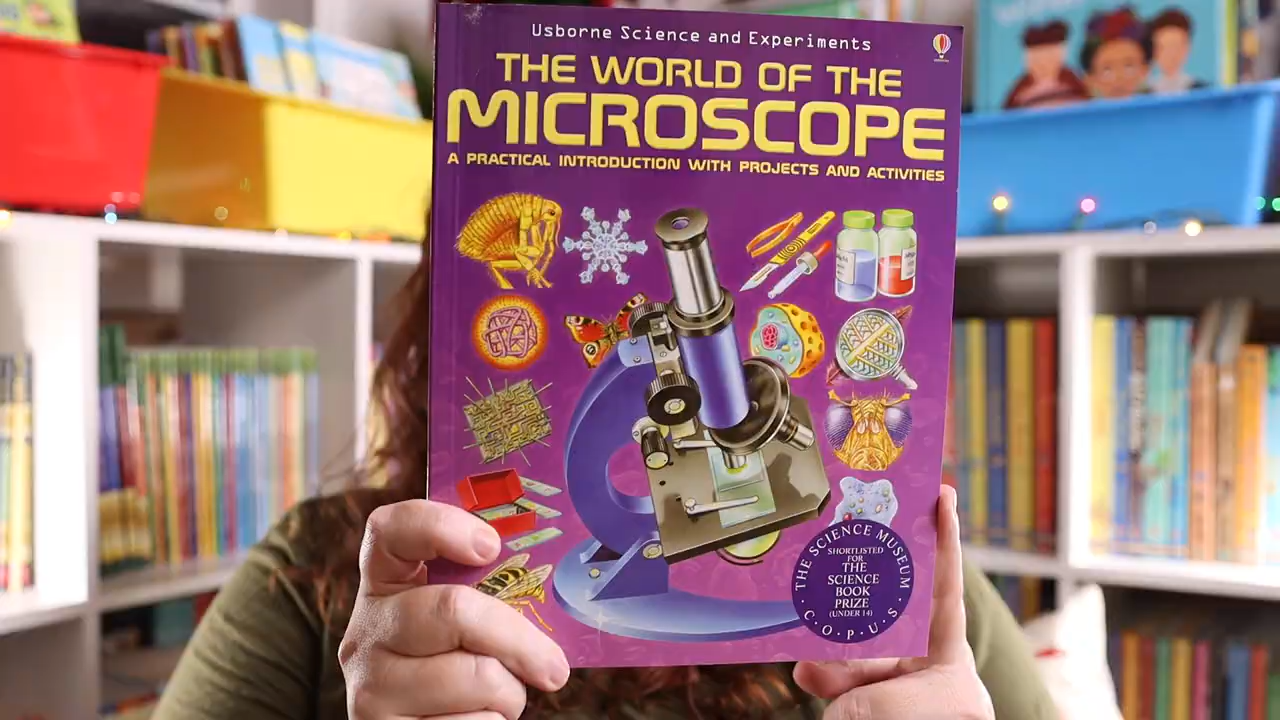 Usborne Science and Experiments
THE WORLD OF THE
MICROSCOPE
A PRACTICAL INTRODUCTION WITH PROJECTS AND ACTIVITIES
THE SCIENCE MUSEUM
SHORTLISTED
FOR
THE
SCIENCE
BOOK
PRIZE
(UNDER 14)
· C · O · P · U · S ·